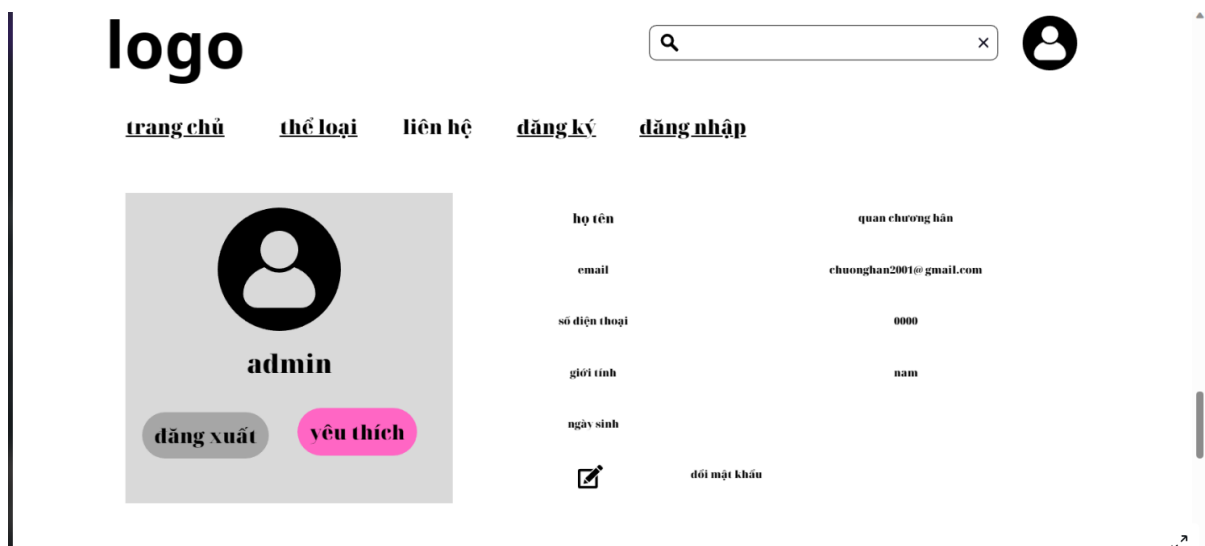 logo
trang chủ thể loại liên hệ đăng ký đăng nhập
admin
đăng xuất yêu thích
họ tên quan chương hân
email chuonghan2001@gmail.com
số điện thoại 0000
giới tính nam
ngày sinh
đổi mật khẩu